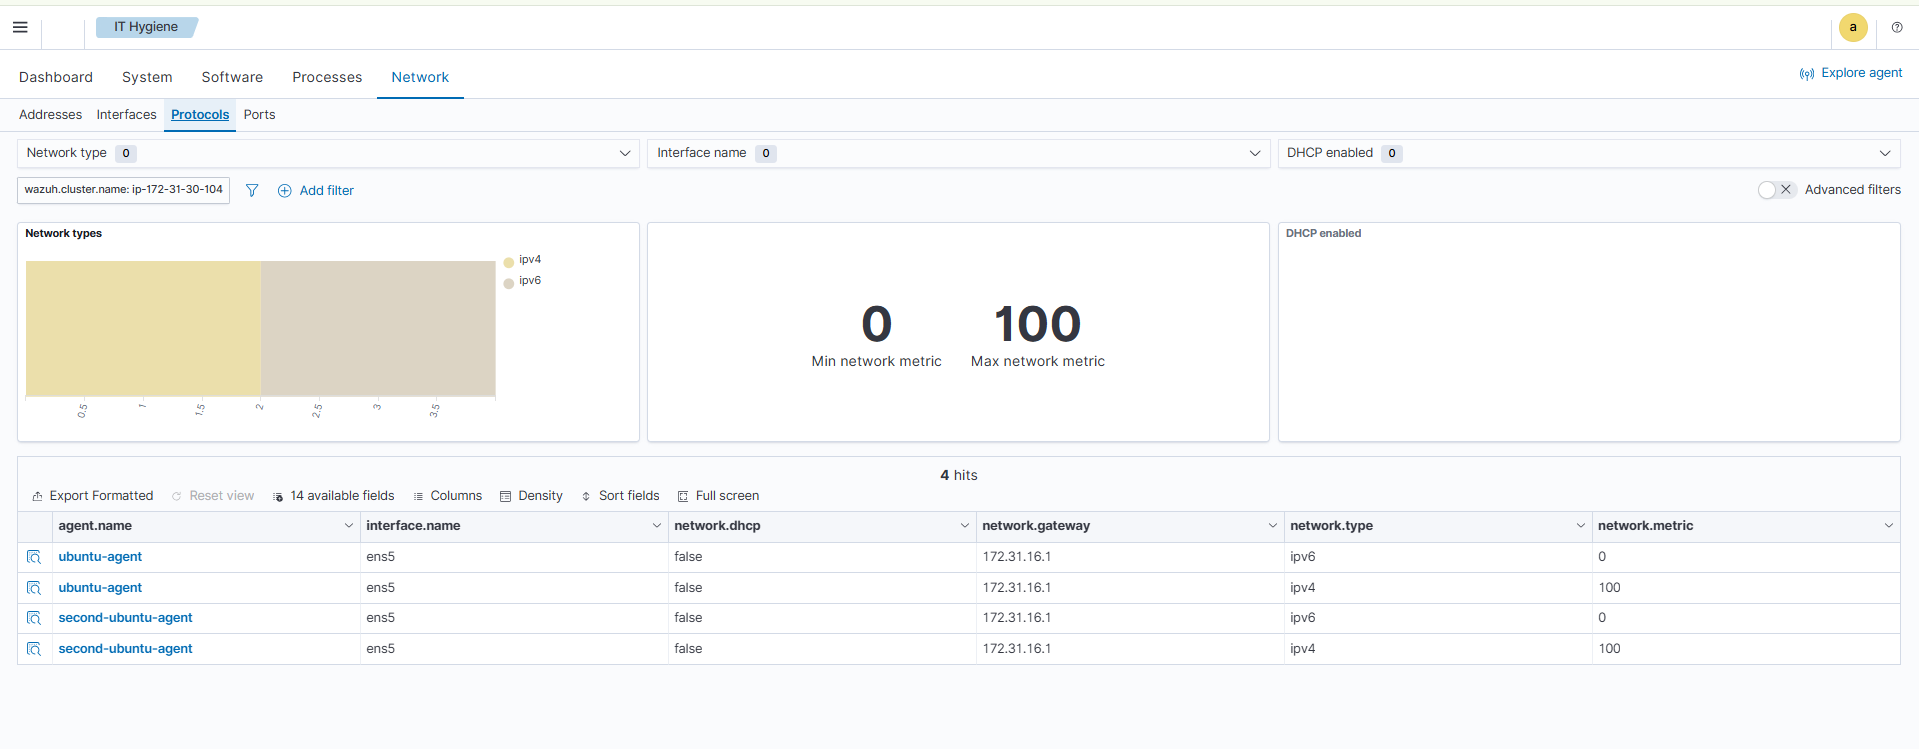 IT Hygiene
a
Dashboard System Software Processes Network
Explore agent
Addresses Interfaces Protocols Ports
Network type 0
Interface name 0
DHCP enabled 0
wazuh.cluster.name: ip-172-31-30-104
Add filter
Advanced filters
Network types
ipv4
ipv6
0.5 1 1.5 2 2.5 3 3.5
0 100
Min network metric Max network metric
DHCP enabled
4 hits
Export Formatted Reset view 14 available fields Columns Density Sort fields Full screen
agent.name interface.name network.dhcp network.gateway network.type network.metric
ubuntu-agent ens5 false 172.31.16.1 ipv6 0
ubuntu-agent ens5 false 172.31.16.1 ipv4 100
second-ubuntu-agent ens5 false 172.31.16.1 ipv6 0
second-ubuntu-agent ens5 false 172.31.16.1 ipv4 100